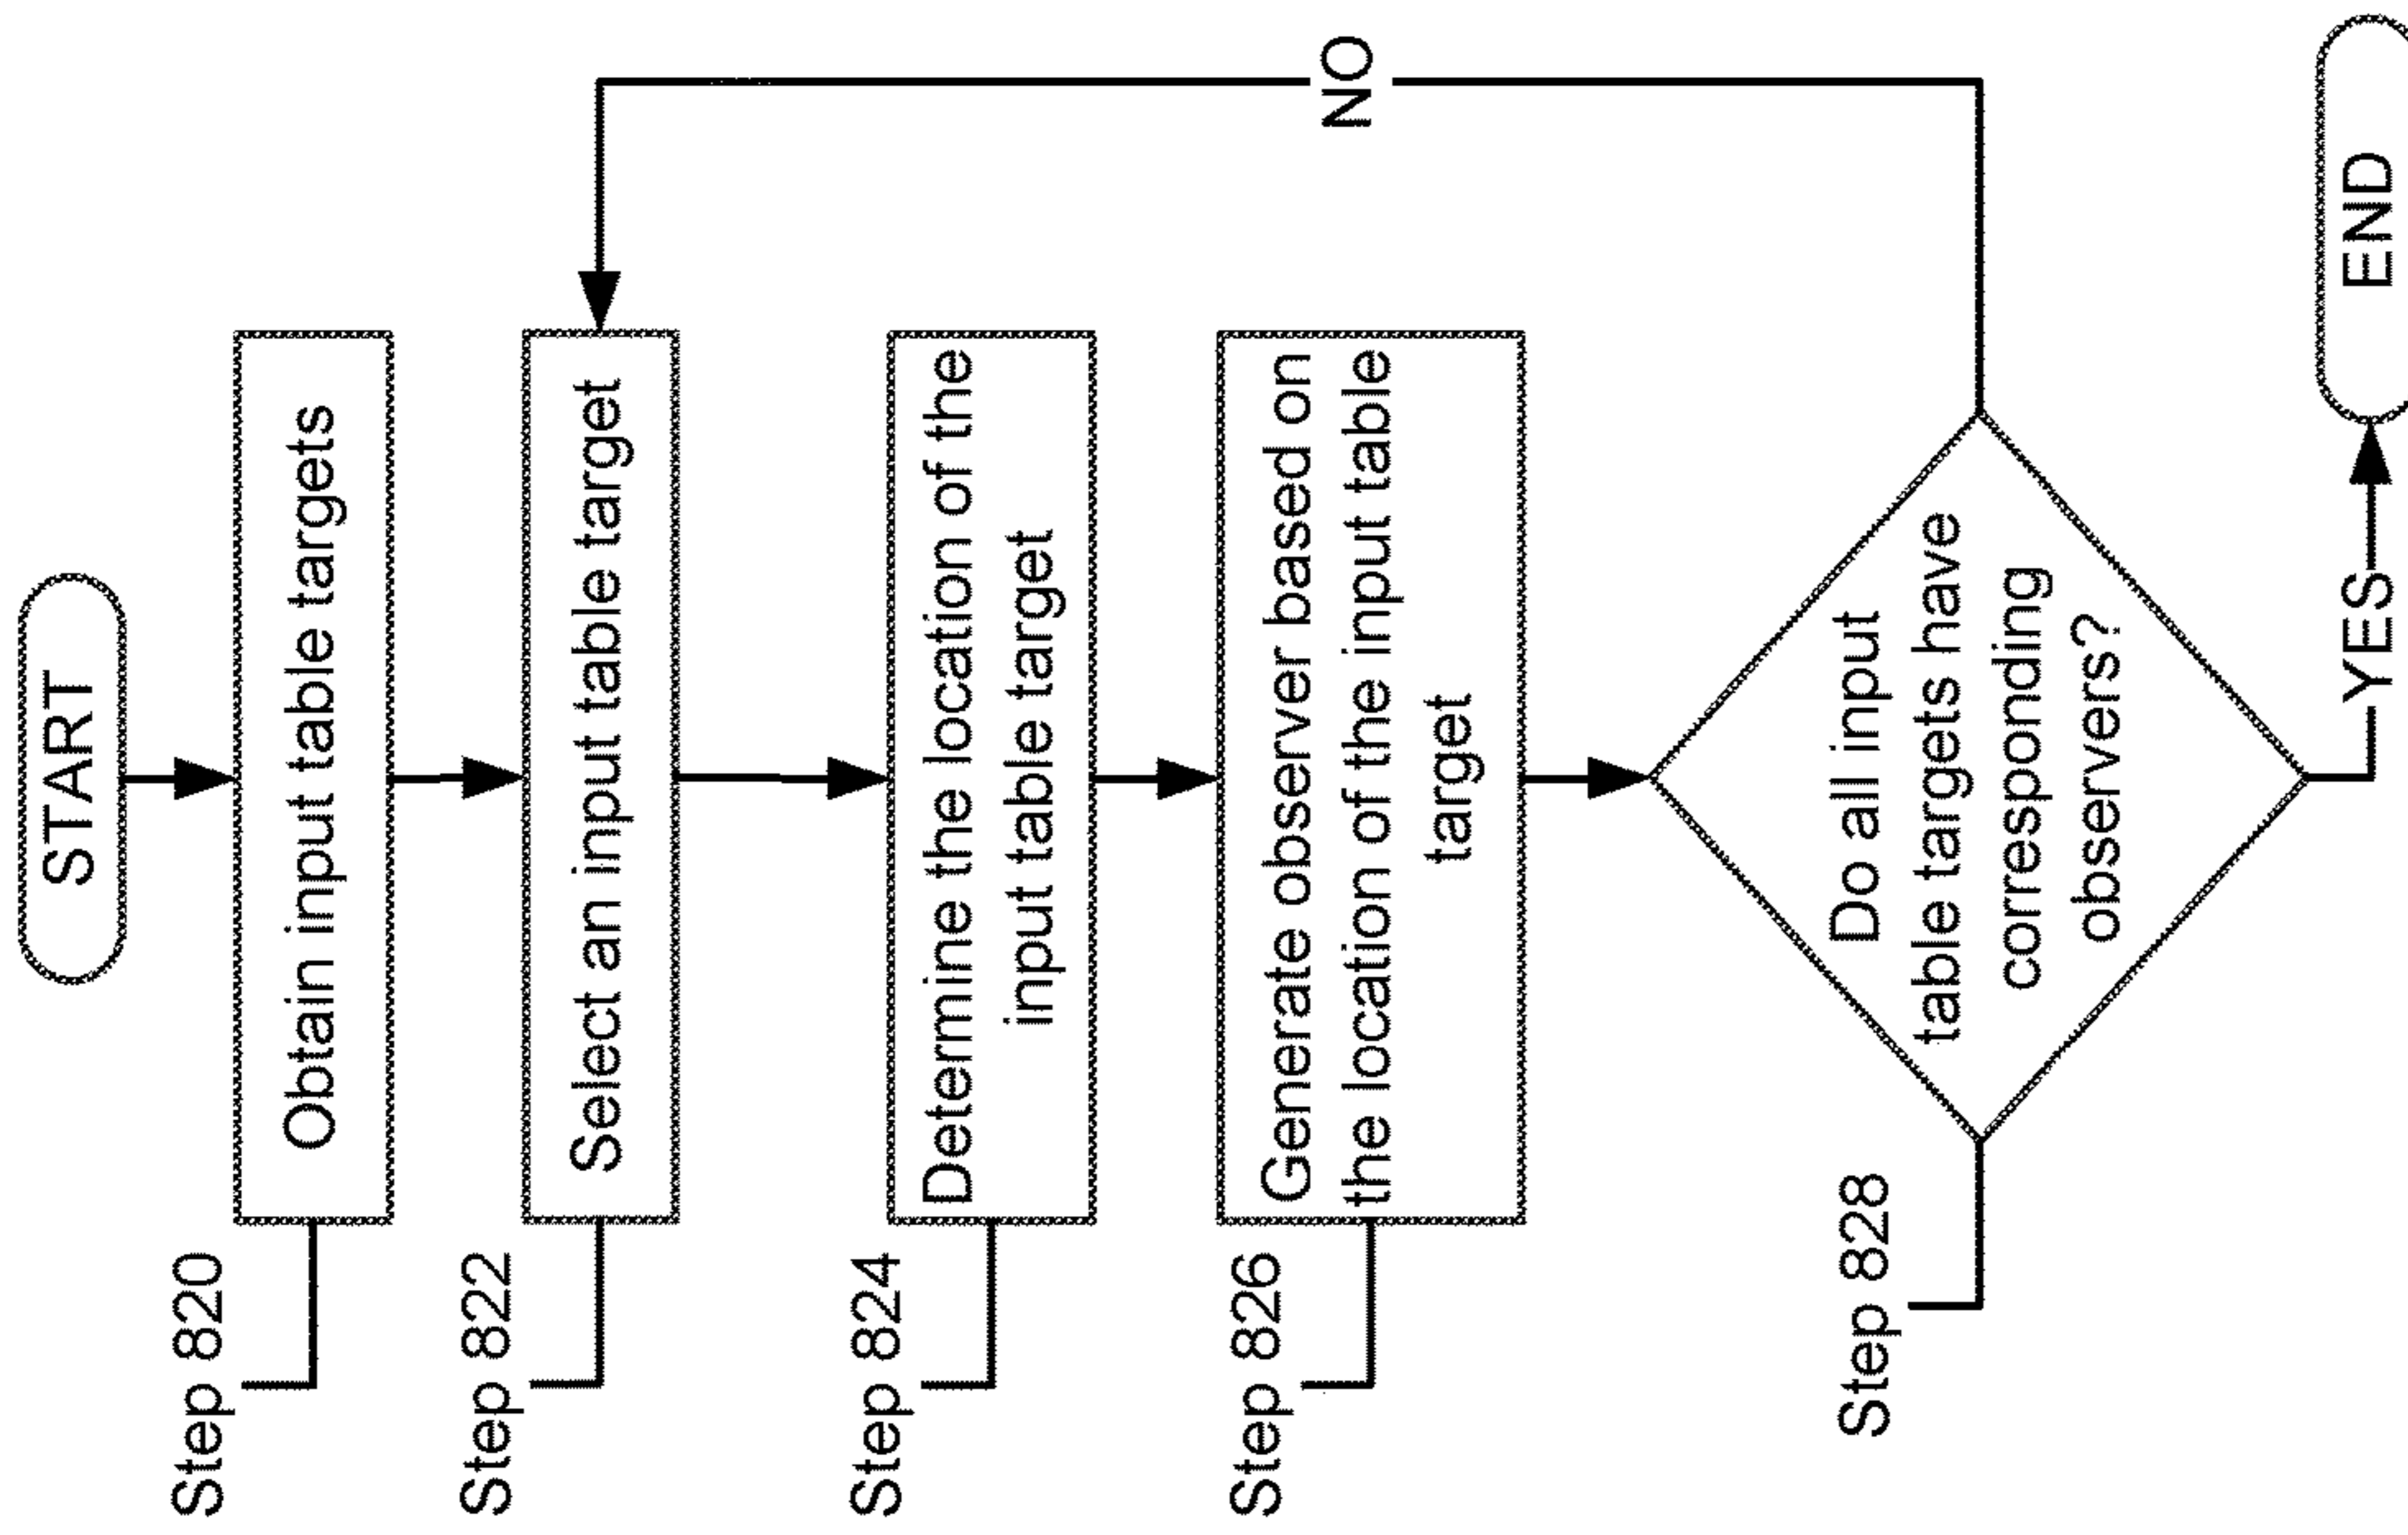 START
Step 820
Obtain input table targets
Step 822
Select an input table target
Step 824
Determine the location of the
input table target
Step 826
Generate observer based on
the location of the input table
target
Step 828
Do all input
table targets have
corresponding
observers?
NO
YES
END